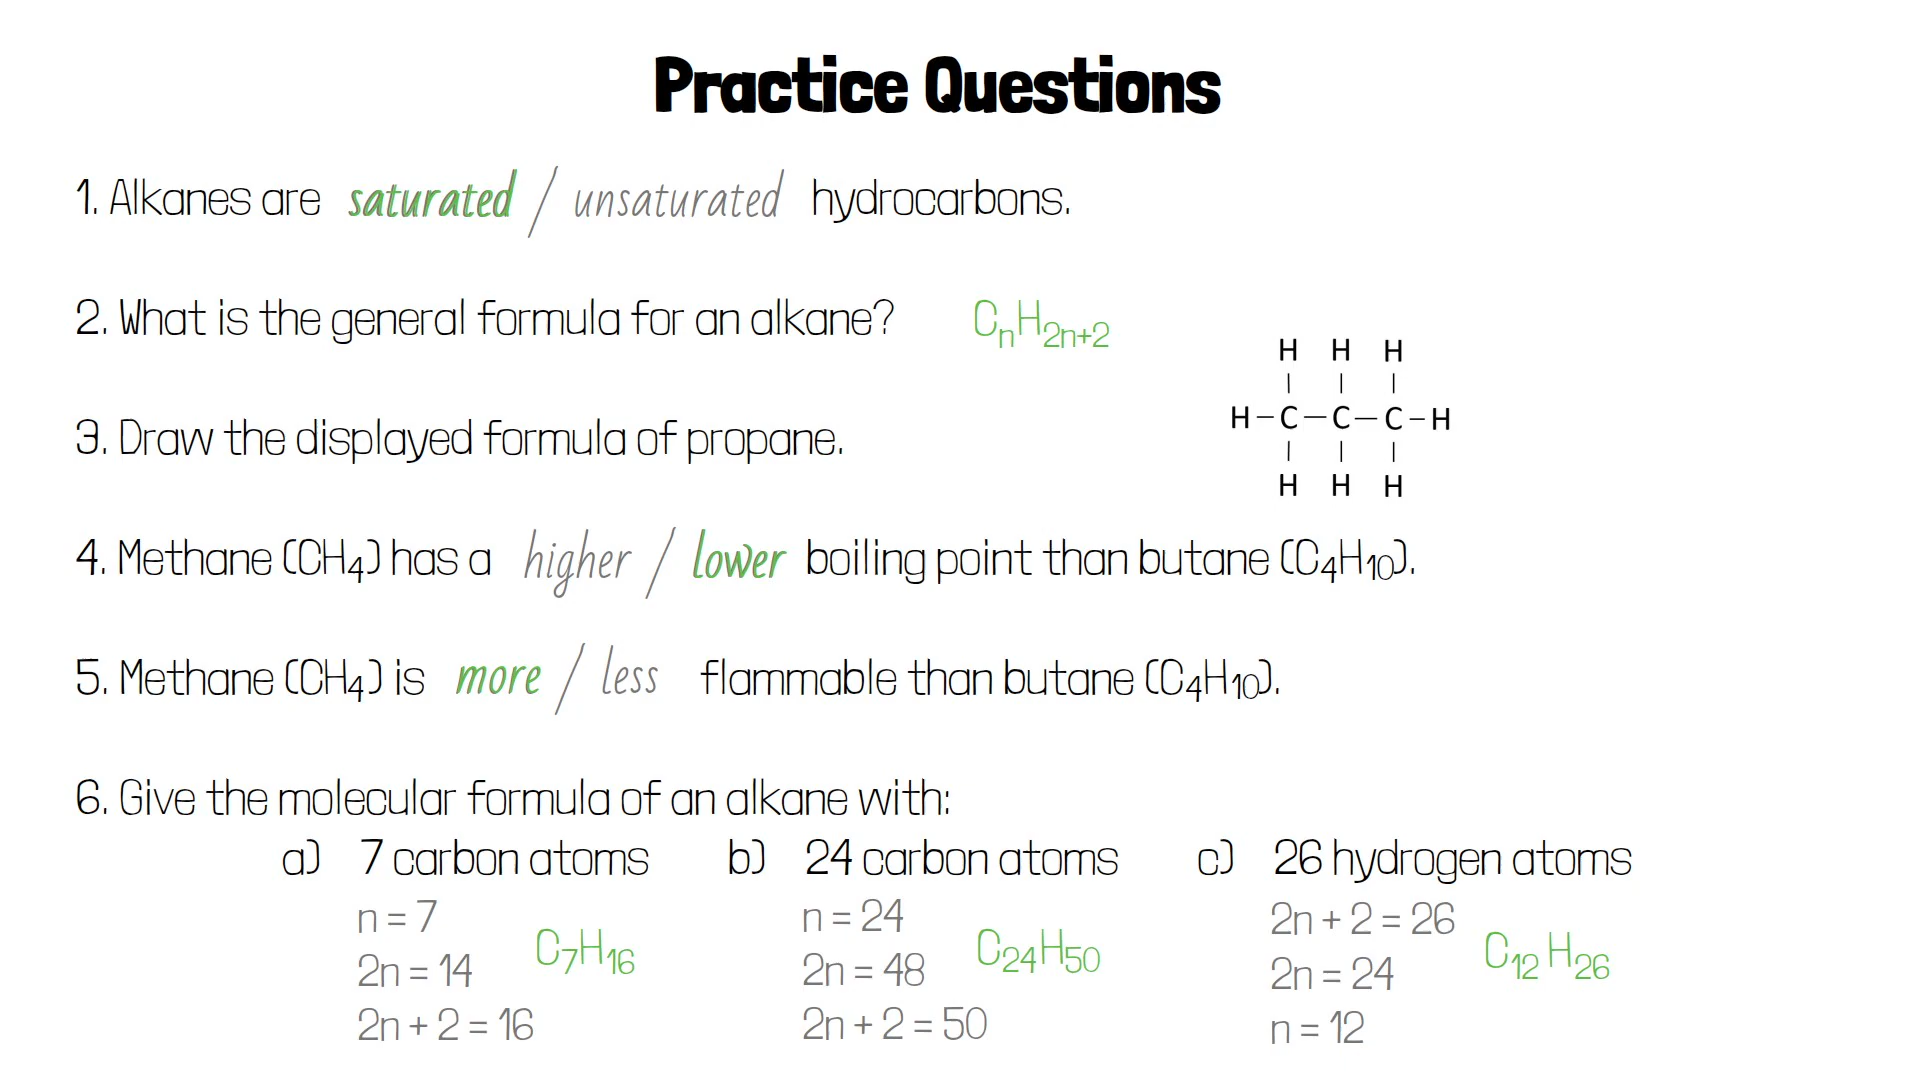 Practice Questions
1. Alkanes are saturated / unsaturated hydrocarbons.
2. What is the general formula for an alkane? CₙH₂ₙ₊₂
H H H
H–C–C–C–H
H H H
3. Draw the displayed formula of propane.
4. Methane (CH₄) has a higher / lower boiling point than butane (C₄H₁₀).
5. Methane (CH₄) is more / less flammable than butane (C₄H₁₀).
6. Give the molecular formula of an alkane with:
a) 7 carbon atoms b) 24 carbon atoms c) 26 hydrogen atoms
n = 7 n = 24 2n + 2 = 26
C₇H₁₆ C₂₄H₅₀ C₁₂H₂₆
2n = 14 2n = 48 2n = 24
2n + 2 = 16 2n + 2 = 50 n = 12